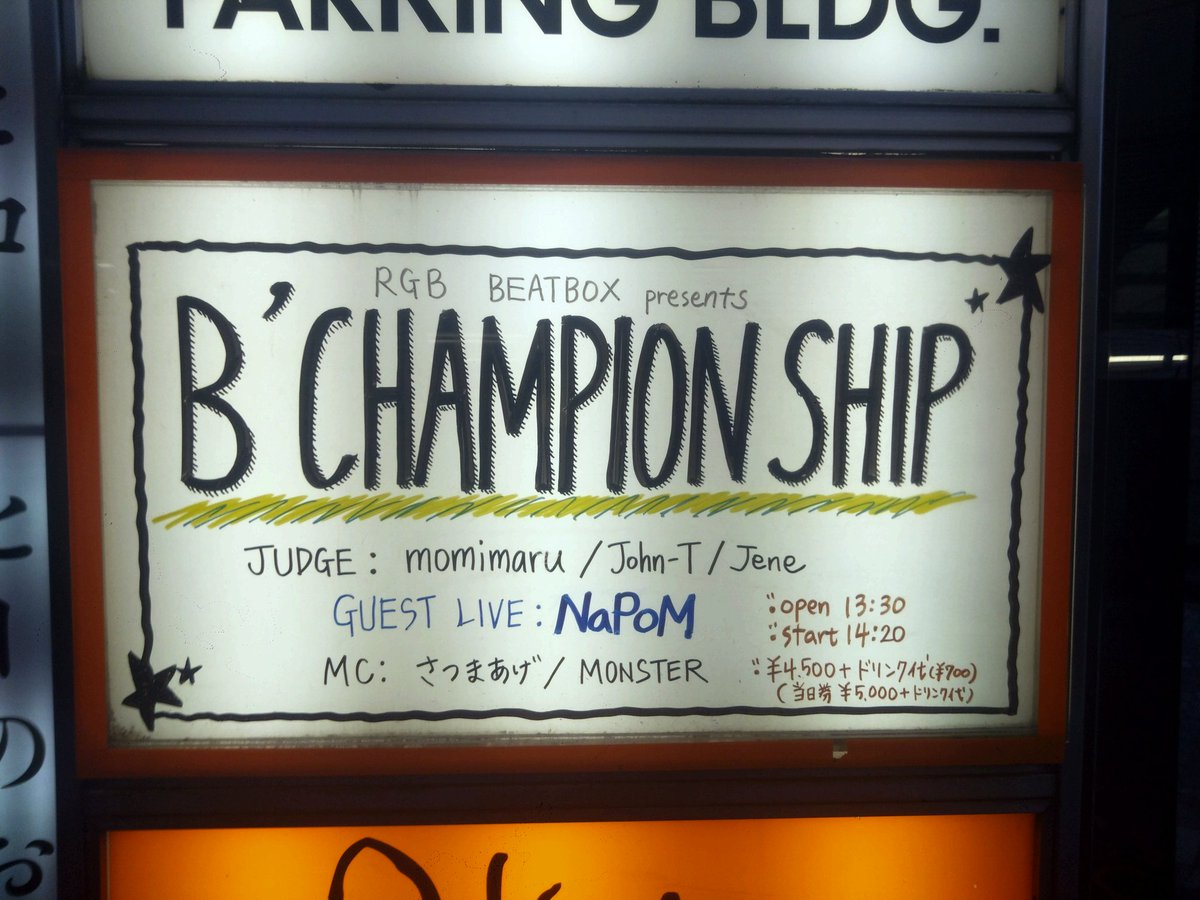 PARKING BLDG.
RGB BEATBOX presents
B'CHAMPION SHIP
JUDGE: momimaru / John-T / Jene
GUEST LIVE: NaPoM
MC: さつまあげ / MONSTER
open 13:30
start 14:20
¥4,500+ドリンク代(¥700)
(当日券 ¥5,000+ドリンク代)